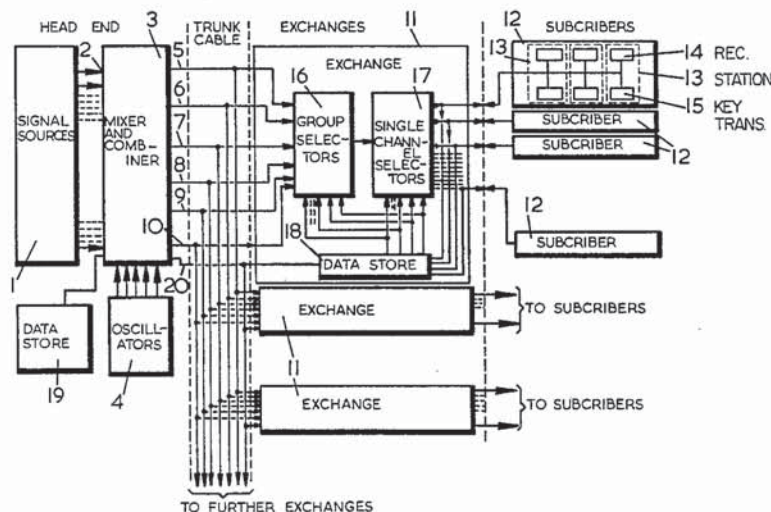 HEAD END
TRUNK
CABLE
EXCHANGES
SUBCRIBERS
2
3
5
6
7
8
9
10
20
SIGNAL
SOURCES
1
MIXER
AND
COMB-
INER
DATA
STORE
19
OSCILL-
ATORS
4
11
EXCHANGE
16
GROUP
SELEC-
TORS
17
SINGLE
CHANN-
EL
SELEC-
TORS
18
DATA STORE
12
13
14 REC.
13 STATION
15 KEY
TRANS.
SUBCRIBER
SUBCRIBER
12
12
SUBCRIBER
EXCHANGE
TO SUBCRIBERS
11
EXCHANGE
TO SUBCRIBERS
TO FURTHER EXCHANGES